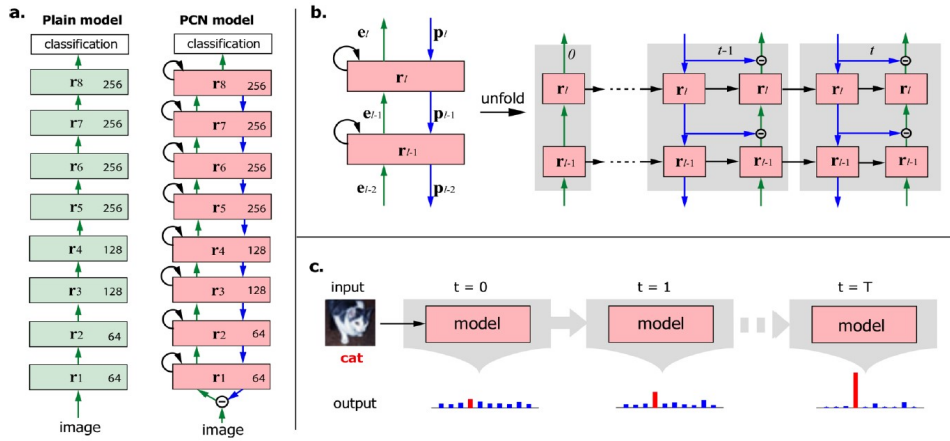 a.
Plain model
classification
r8 256
r7 256
r6 256
r5 256
r4 128
r3 128
r2 64
r1 64
image
PCN model
classification
r8 256
r7 256
r6 256
r5 256
r4 128
r3 128
r2 64
r1 64
image
b.
el pl
rl
el-1 pl-1
rl-1
el-2 pl-2
unfold
0 t-1 t
rl rl rl rl rl
rl-1 rl-1 rl-1 rl-1 rl-1
c.
input t = 0 t = 1 t = T
model model model
cat
output